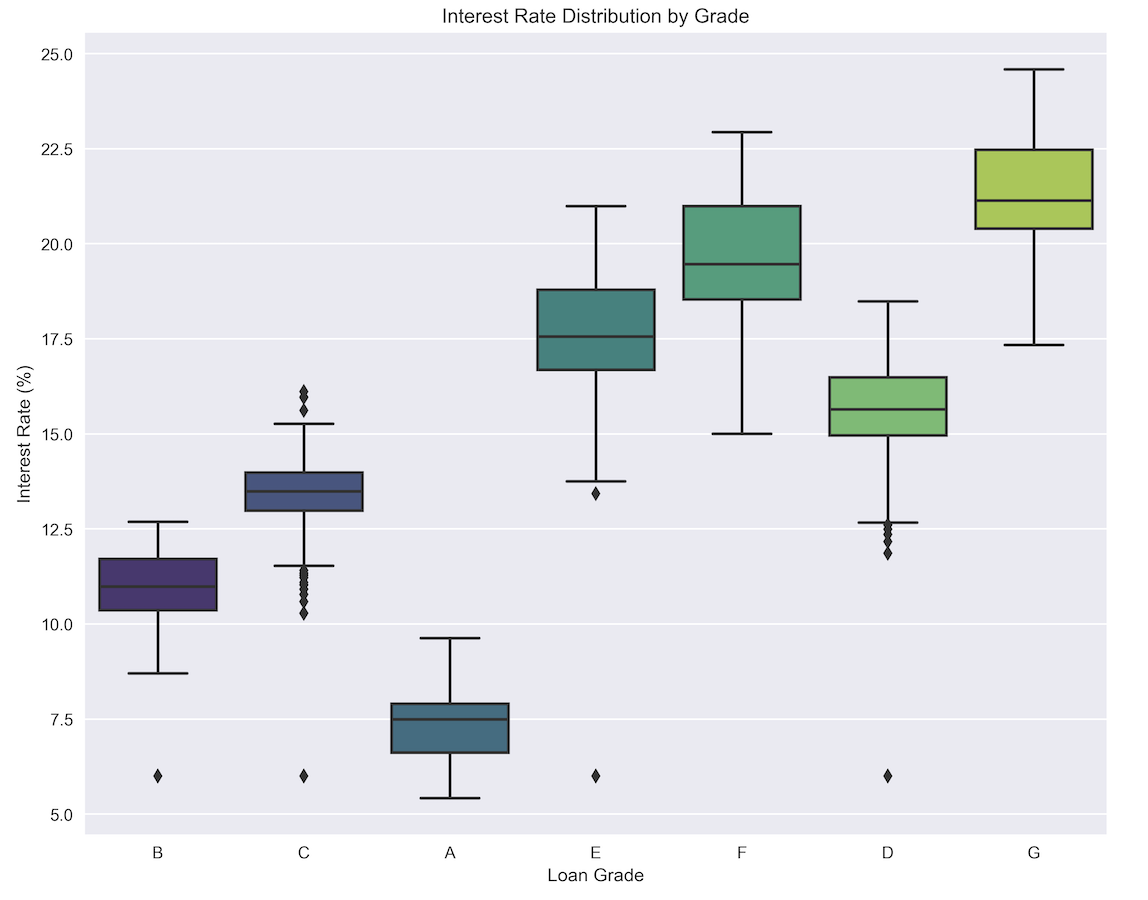 Interest Rate Distribution by Grade
25.0
22.5
20.0
17.5
15.0
12.5
10.0
7.5
5.0
Interest Rate (%)
B C A E F D G
Loan Grade